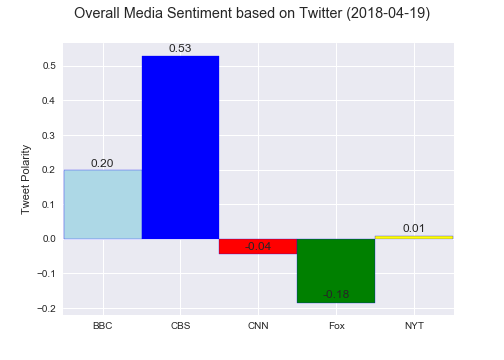 Overall Media Sentiment based on Twitter (2018-04-19)
Tweet Polarity
0.5
0.4
0.3
0.2
0.1
0.0
−0.1
−0.2
0.20
0.53
-0.04
-0.18
0.01
BBC
CBS
CNN
Fox
NYT